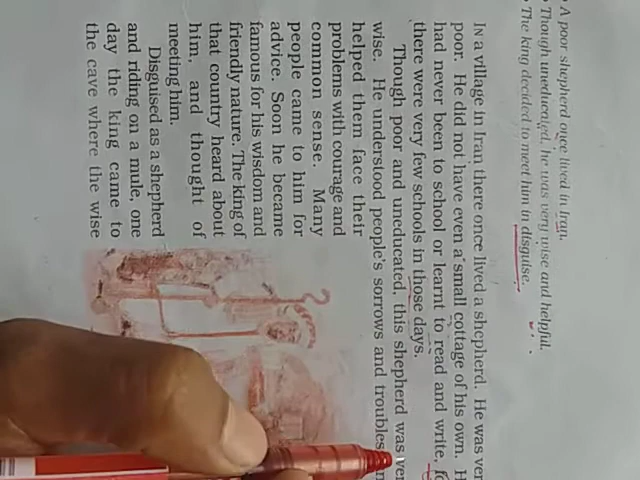 • A poor shepherd once lived in Iran.
• Though uneducated, he was very wise and helpful.
• The king decided to meet him in disguise.
IN a village in Iran there once lived a shepherd. He was
poor. He did not have even a small cottage of his own.
had never been to school or learnt to read and write,
there were very few schools in those days.
Though poor and uneducated, this shepherd was
wise. He understood people's sorrows and troubles
helped them face their
problems with courage and
common sense. Many
people came to him for
advice. Soon he became
famous for his wisdom and
friendly nature. The king of
that country heard about
him, and thought of
meeting him.
Disguised as a shepherd
and riding on a mule, one
day the king came to
the cave where the wise